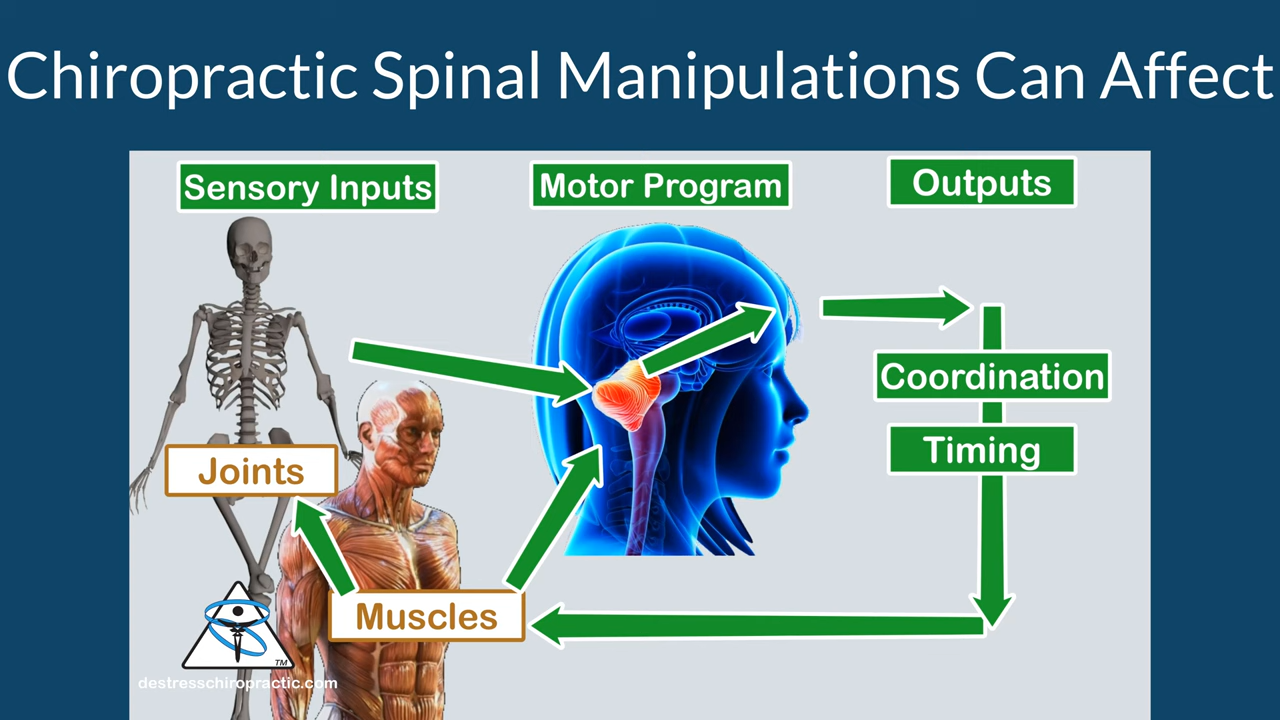 Chiropractic Spinal Manipulations Can Affect
Sensory Inputs
Motor Program
Outputs
Coordination
Timing
Joints
Muscles
TM
destresschiropractic.com